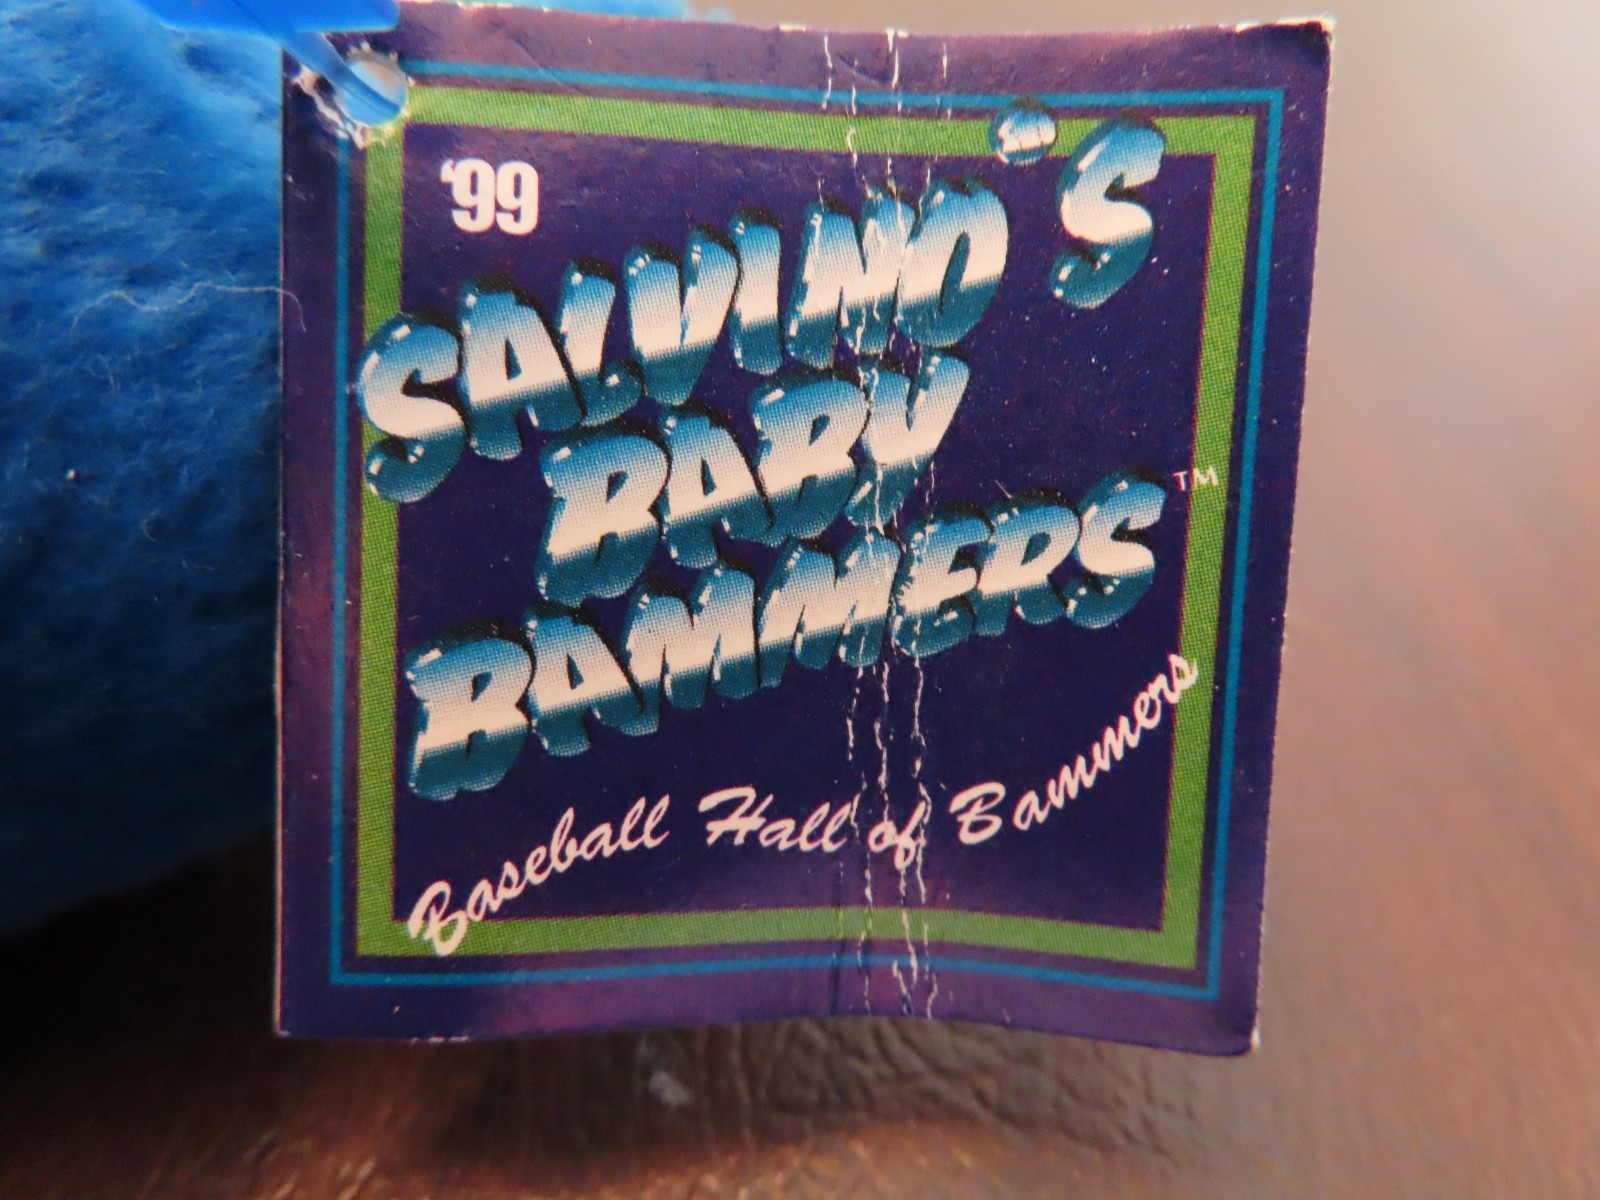 '99
SALVINO'S
BABY
BAMMERS™
Baseball Hall of Bammers